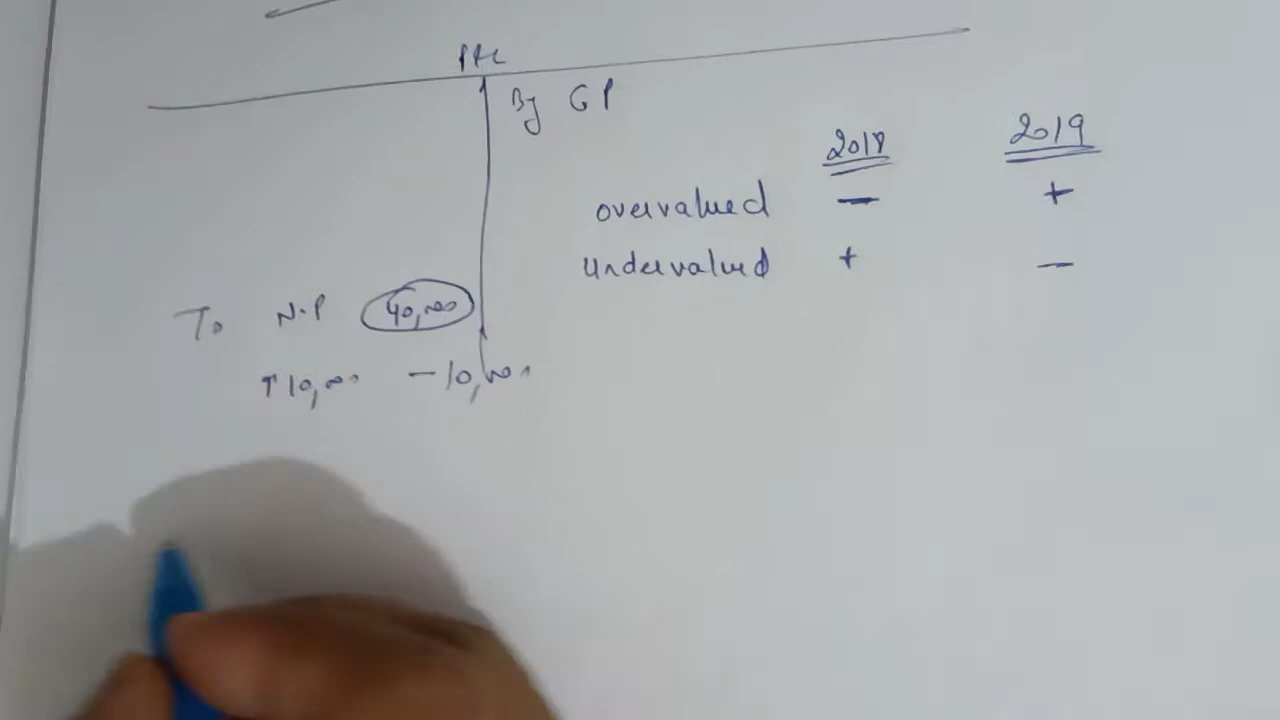 P/L
By GP
2018 2019
overvalued - +
undervalued + -
To N.P 40,000
↑10,000 -10,000